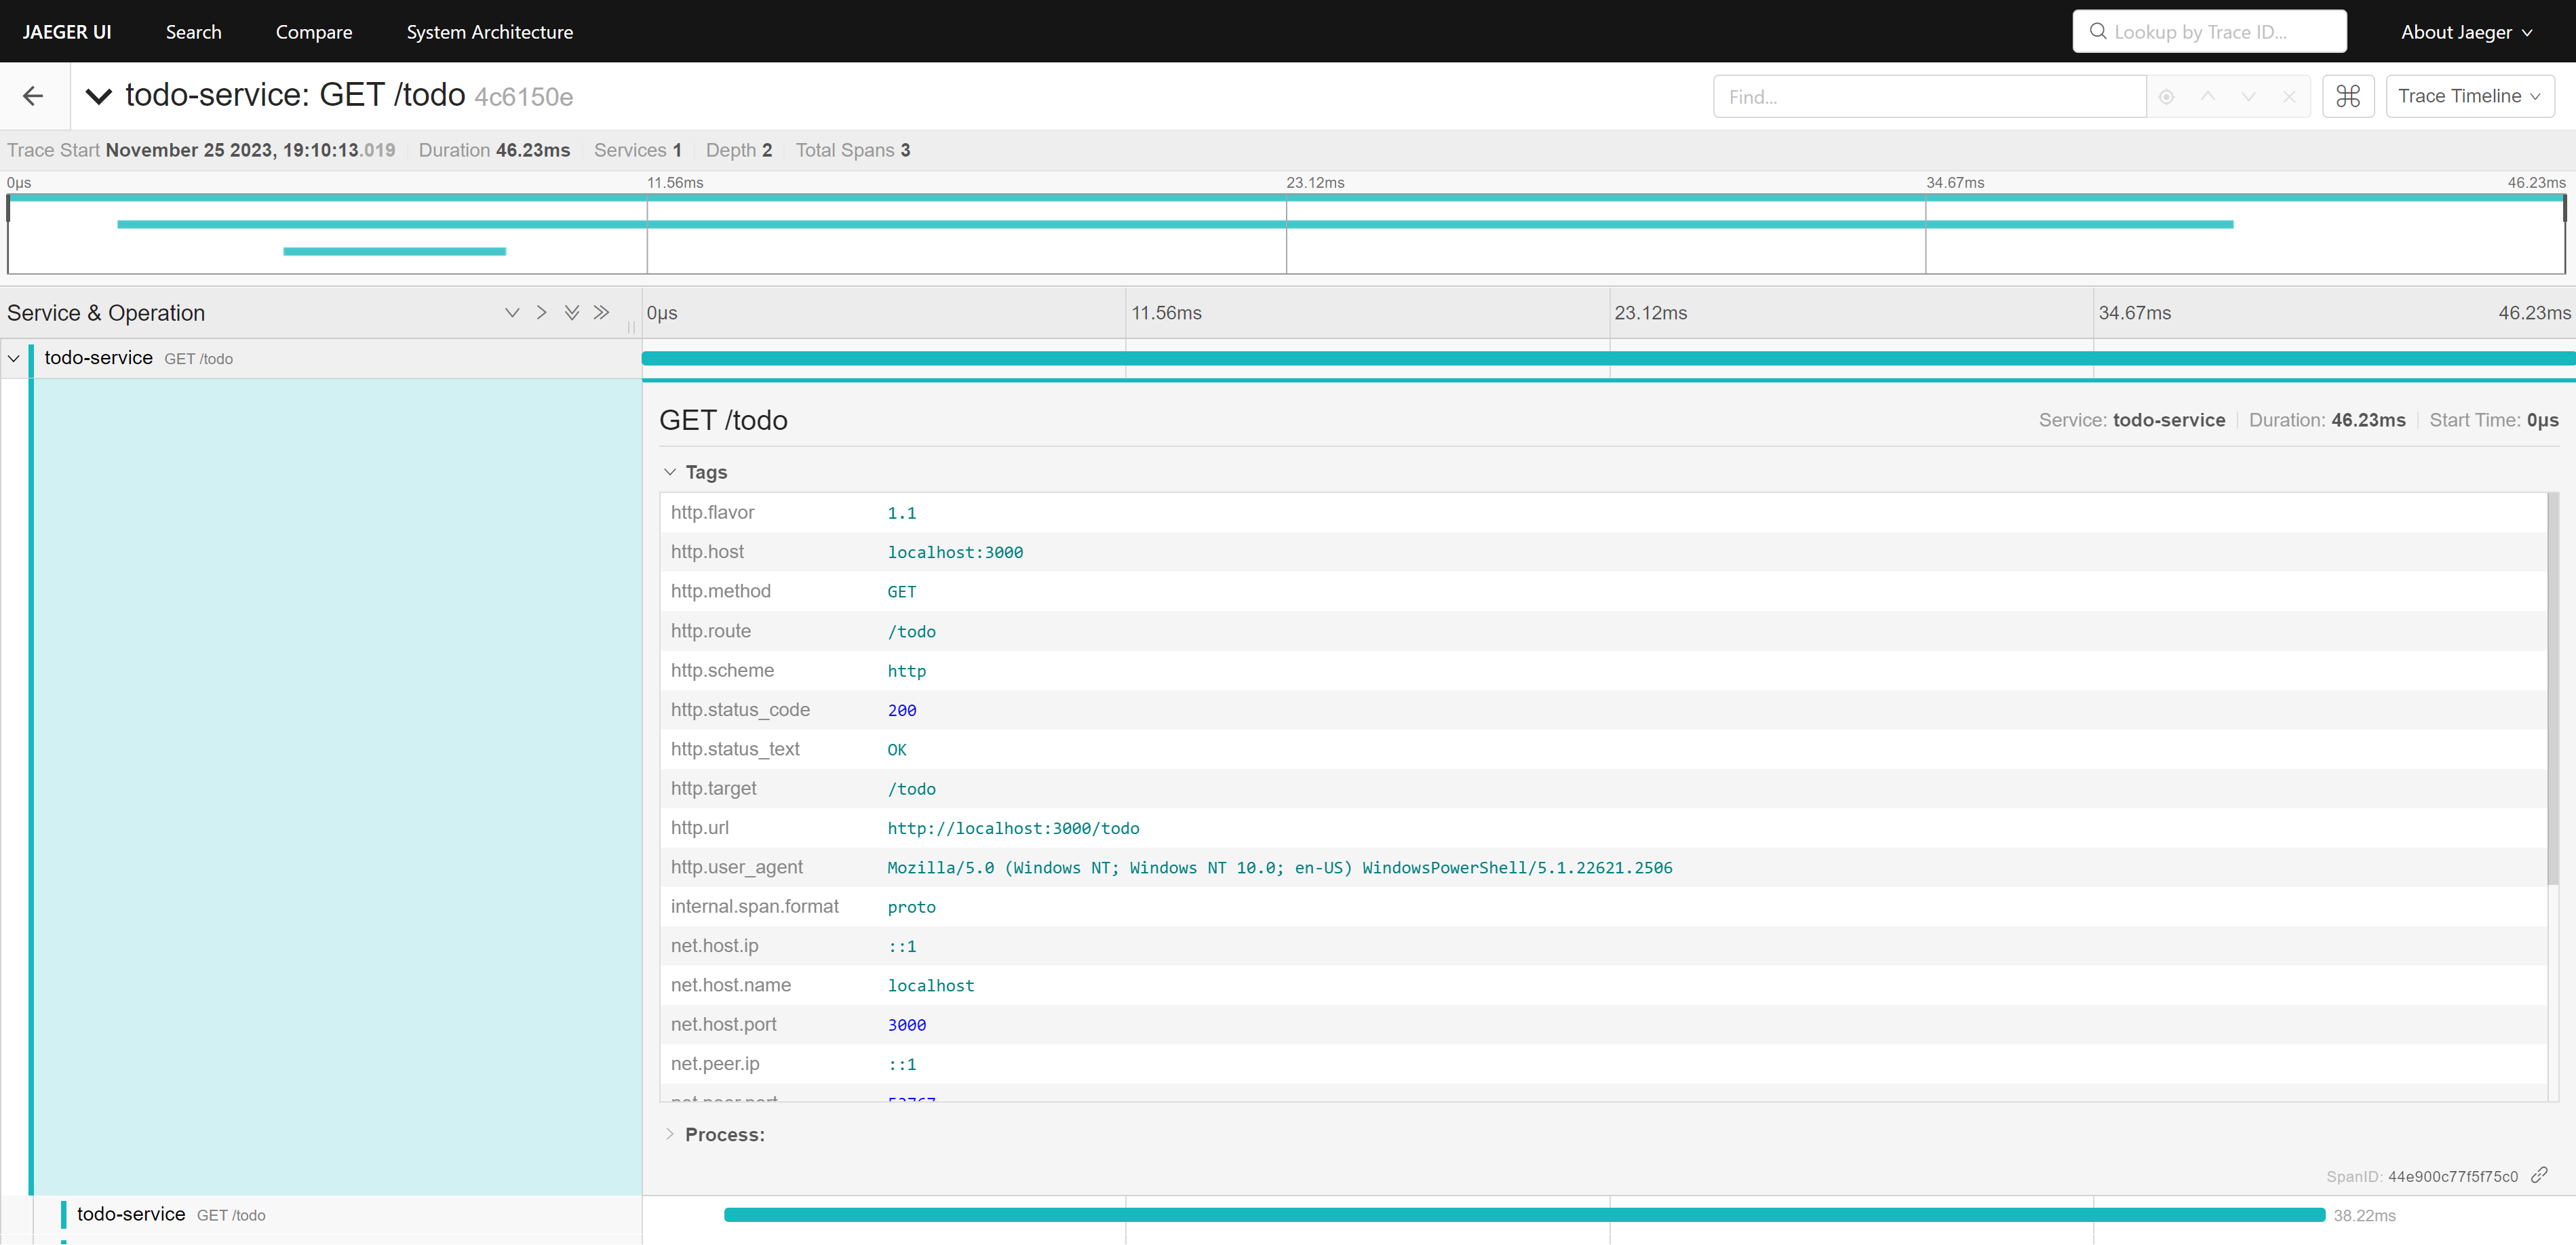 JAEGER UI Search Compare System Architecture Lookup by Trace ID... About Jaeger
todo-service: GET /todo 4c6150e Find... Trace Timeline
Trace Start November 25 2023, 19:10:13.019 Duration 46.23ms Services 1 Depth 2 Total Spans 3
0μs 11.56ms 23.12ms 34.67ms 46.23ms
Service & Operation 0μs 11.56ms 23.12ms 34.67ms 46.23ms
todo-service GET /todo
GET /todo Service: todo-service Duration: 46.23ms Start Time: 0μs
Tags
http.flavor 1.1
http.host localhost:3000
http.method GET
http.route /todo
http.scheme http
http.status_code 200
http.status_text OK
http.target /todo
http.url http://localhost:3000/todo
http.user_agent Mozilla/5.0 (Windows NT; Windows NT 10.0; en-US) WindowsPowerShell/5.1.22621.2506
internal.span.format proto
net.host.ip ::1
net.host.name localhost
net.host.port 3000
net.peer.ip ::1
Process:
SpanID: 44e900c77f5f75c0
todo-service GET /todo 38.22ms